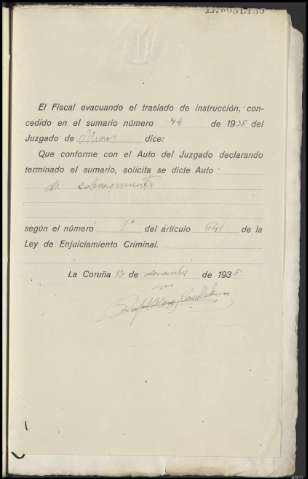 El Fiscal evacuando el traslado de instrucción, con-
cedido en el sumario número 44 de 1935 del
Juzgado de dice:
Que conforme con el Auto del Juzgado declarando
terminado el sumario, solicita se dicte Auto
de sobreseimiento
según el número 1º del artículo 641 de la
Ley de Enjuiciamiento Criminal.
La Coruña de de 1935